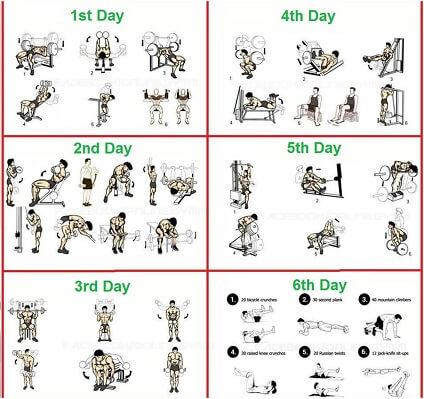 1st Day
4th Day
1
2
3
4
5
6
1
2
3
4
5
6
2nd Day
5th Day
1
2
3
4
5
6
3rd Day
6th Day
1. 20 bicycle crunches
2. 30 second plank
3. 40 mountain climbers
4. 30 raised knee crunches
5. 20 Russian twists
6. 12 jack-knife sit-ups